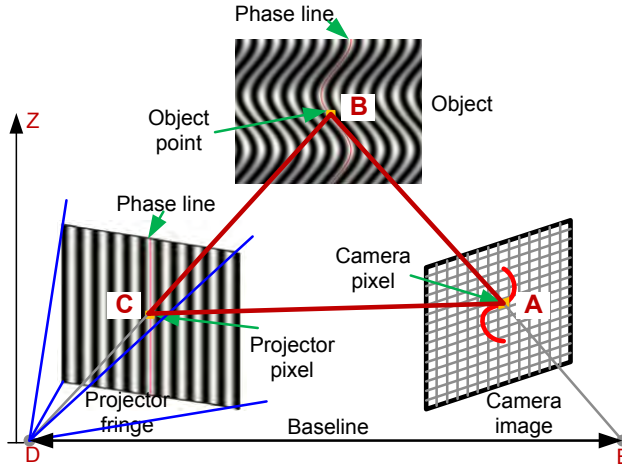 Phase line
B
Object
Object
point
Z
Phase line
Camera
pixel
C
A
Projector
pixel
Projector
fringe
Baseline
Camera
image
D
E